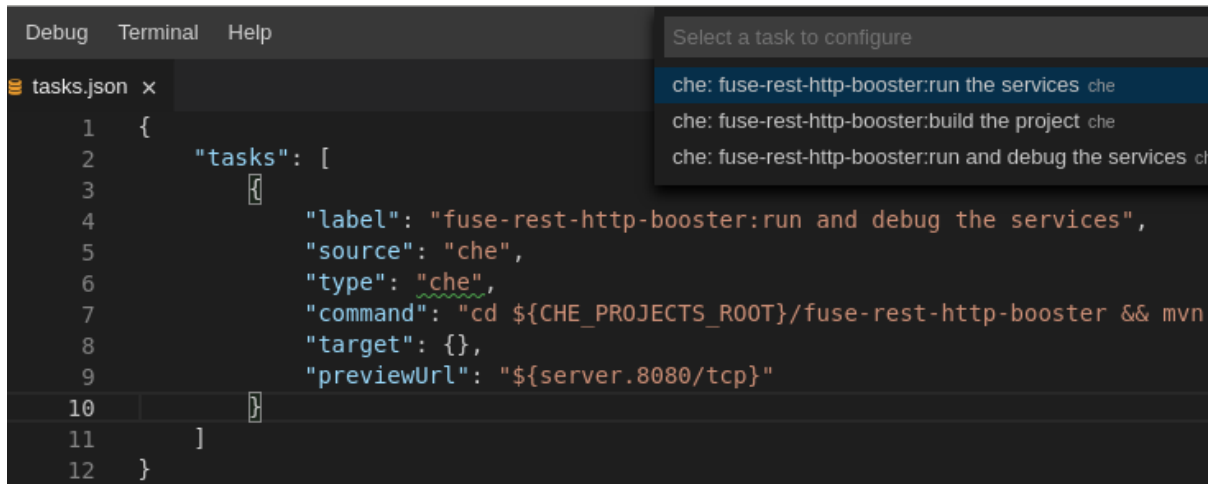 Debug Terminal Help
Select a task to configure
che: fuse-rest-http-booster:run the services che
che: fuse-rest-http-booster:build the project che
che: fuse-rest-http-booster:run and debug the services
tasks.json ×
1 {
2 "tasks": [
3 {
4 "label": "fuse-rest-http-booster:run and debug the services",
5 "source": "che",
6 "type": "che",
7 "command": "cd ${CHE_PROJECTS_ROOT}/fuse-rest-http-booster && mvn
8 "target": {},
9 "previewUrl": "${server.8080/tcp}"
10 }
11 ]
12 }